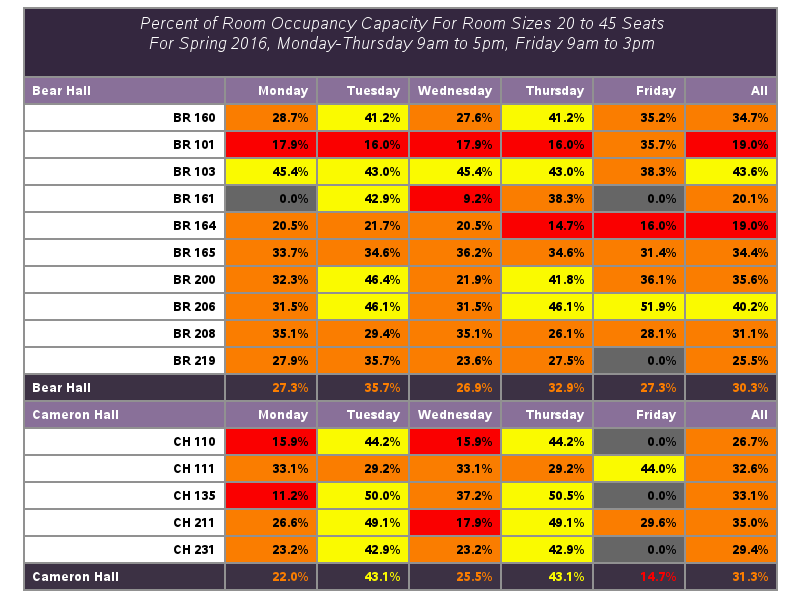 Percent of Room Occupancy Capacity For Room Sizes 20 to 45 Seats
For Spring 2016, Monday-Thursday 9am to 5pm, Friday 9am to 3pm
Bear Hall Monday Tuesday Wednesday Thursday Friday All
BR 160 28.7% 41.2% 27.6% 41.2% 35.2% 34.7%
BR 101 17.9% 16.0% 17.9% 16.0% 35.7% 19.0%
BR 103 45.4% 43.0% 45.4% 43.0% 38.3% 43.6%
BR 161 0.0% 42.9% 9.2% 38.3% 0.0% 20.1%
BR 164 20.5% 21.7% 20.5% 14.7% 16.0% 19.0%
BR 165 33.7% 34.6% 36.2% 34.6% 31.4% 34.4%
BR 200 32.3% 46.4% 21.9% 41.8% 36.1% 35.6%
BR 206 31.5% 46.1% 31.5% 46.1% 51.9% 40.2%
BR 208 35.1% 29.4% 35.1% 26.1% 28.1% 31.1%
BR 219 27.9% 35.7% 23.6% 27.5% 0.0% 25.5%
Bear Hall 27.3% 35.7% 26.9% 32.9% 27.3% 30.3%
Cameron Hall Monday Tuesday Wednesday Thursday Friday All
CH 110 15.9% 44.2% 15.9% 44.2% 0.0% 26.7%
CH 111 33.1% 29.2% 33.1% 29.2% 44.0% 32.6%
CH 135 11.2% 50.0% 37.2% 50.5% 0.0% 33.1%
CH 211 26.6% 49.1% 17.9% 49.1% 29.6% 35.0%
CH 231 23.2% 42.9% 23.2% 42.9% 0.0% 29.4%
Cameron Hall 22.0% 43.1% 25.5% 43.1% 14.7% 31.3%